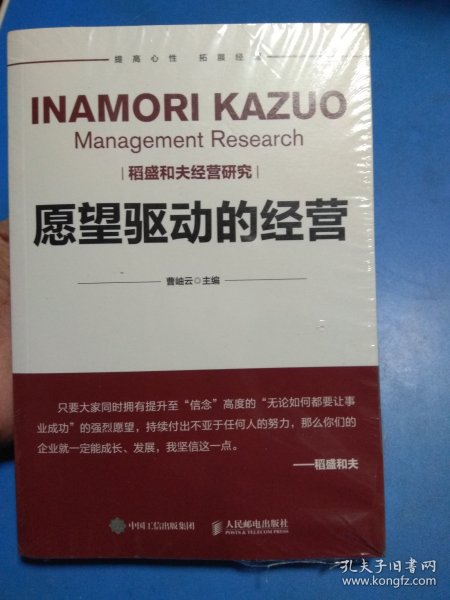 提高心性 拓展经营
INAMORI KAZUO
Management Research
稻盛和夫经营研究
愿望驱动的经营
曹岫云◎主编
只要大家同时拥有提升至“信念”高度的“无论如何都要让事
业成功”的强烈愿望，持续付出不亚于任何人的努力，那么你们的
企业就一定能成长、发展，我坚信这一点。
——稻盛和夫
中国工信出版集团 人民邮电出版社
POSTS & TELECOM PRESS
孔夫子旧书网
www.kongfz.com